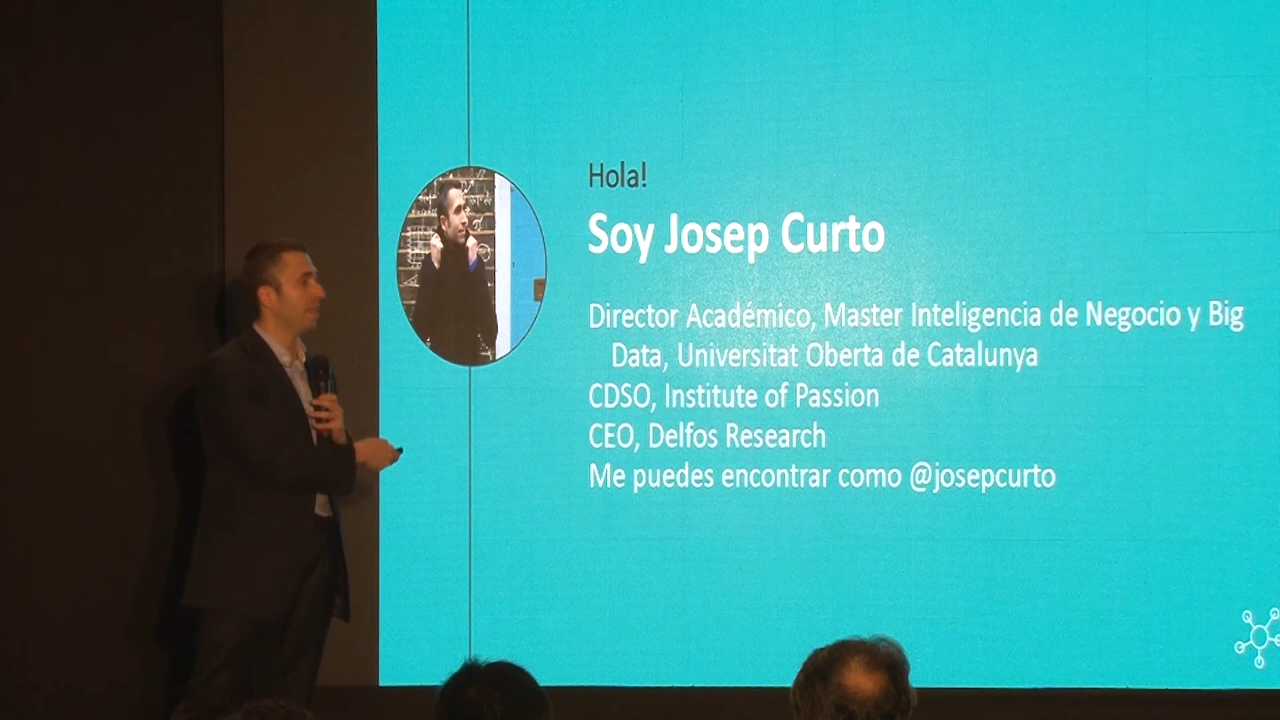 Hola!
Soy Josep Curto
Director Académico, Master Inteligencia de Negocio y Big
Data, Universitat Oberta de Catalunya
CDSO, Institute of Passion
CEO, Delfos Research
Me puedes encontrar como @josepcurto